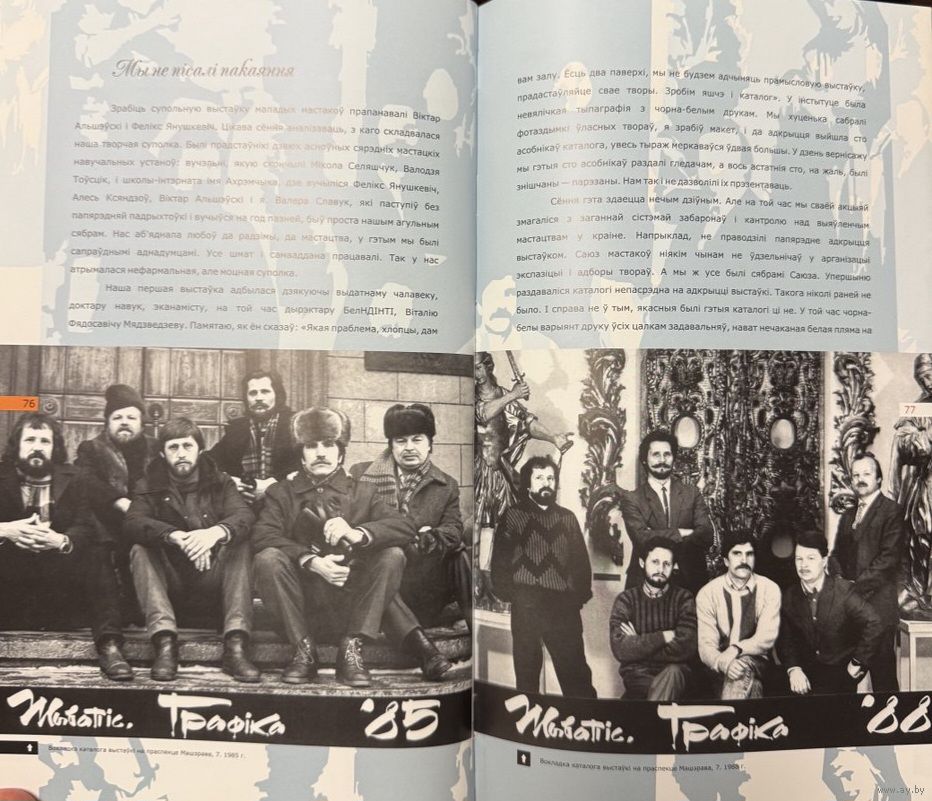 Мы не пісалі пакаяння
Зрабіць супольную выстаўку маладых мастакоў прапанавалі Віктар
Альшэўскі і Фелікс Янушкевіч. Цікава сёння аналізаваць, з каго складвалася
наша творчая суполка. Былі прадстаўнікі дзвюх асноўных сярэдніх мастацкіх
навучальных устаноў: вучэльні, якую скончылі Мікола Селяшчук, Валодзя
Тоўсцік, і школы-інтэрната імя Ахрэмчыка, дзе вучыліся Фелікс Янушкевіч,
Алесь Ксяндзоў, Віктар Альшэўскі і я. Валера Славук, які паступіў без
папярэдняй падрыхтоўкі і вучыўся на год пазней, быў проста нашым агульным
сябрам. Нас аб'яднала любоў да радзімы, да мастацтва, у гэтым мы былі
сапраўднымі аднадумцамі. Усе шмат і самааддана працавалі. Так у нас
атрымалася нефармальная, але моцная суполка.
Наша першая выстаўка адбылася дзякуючы выдатнаму чалавеку,
доктару навук, эканамісту, на той час дырэктару БелНДІНТІ, Віталію
Фядосавічу Мядзведзеву. Памятаю, як ён сказаў: «Якая праблема, хлопцы, дам
76
Жывапіс. Графіка '85
Вокладка каталога выстаўкі на праспекце Машэрава, 7. 1985 г.
вам залу. Ёсць два паверхі, мы не будзем адчыняць прамысловую выстаўку,
прадастаўляйце свае творы. Зробім яшчэ і каталог». У інстытуце была
невялічкая тыпаграфія з чорна-белым друкам. Мы хуценька сабралі
фотаздымкі ўласных твораў, я зрабіў макет, і да адкрыцця выйшла сто
асобнікаў каталога, увесь тыраж меркаваўся ўдвая большы. У дзень вернісажу
мы гэтыя сто асобнікаў раздалі гледачам, а вось астатнія сто, на жаль, былі
знішчаны — парэзаны. Нам так і не дазволілі іх прэзентаваць.
Сёння гэта здаецца нечым дзіўным. Але на той час мы сваёй акцыяй
змагаліся з заганнай сістэмай забаронаў і кантролю над выяўленчым
мастацтвам у краіне. Напрыклад, не праводзілі папярэдне адкрыцця
выстаўком. Саюз мастакоў ніякім чынам не ўдзельнічаў у арганізацыі
экспазіцыі і адборы твораў. А мы ж усе былі сябрамі Саюза. Упершыню
раздаваліся каталогі непасрэдна на адкрыцці выстаўкі. Такога ніколі раней не
было. І справа не ў тым, якасныя былі гэтыя каталогі ці не. У той час чорна-
белы варыянт друку ўсіх цалкам задавальняў, нават нечаканая белая пляма на
77
Жывапіс. Графіка '88
Вокладка каталога выстаўкі на праспекце Машэрава, 7. 1988 г.
www.ay.by